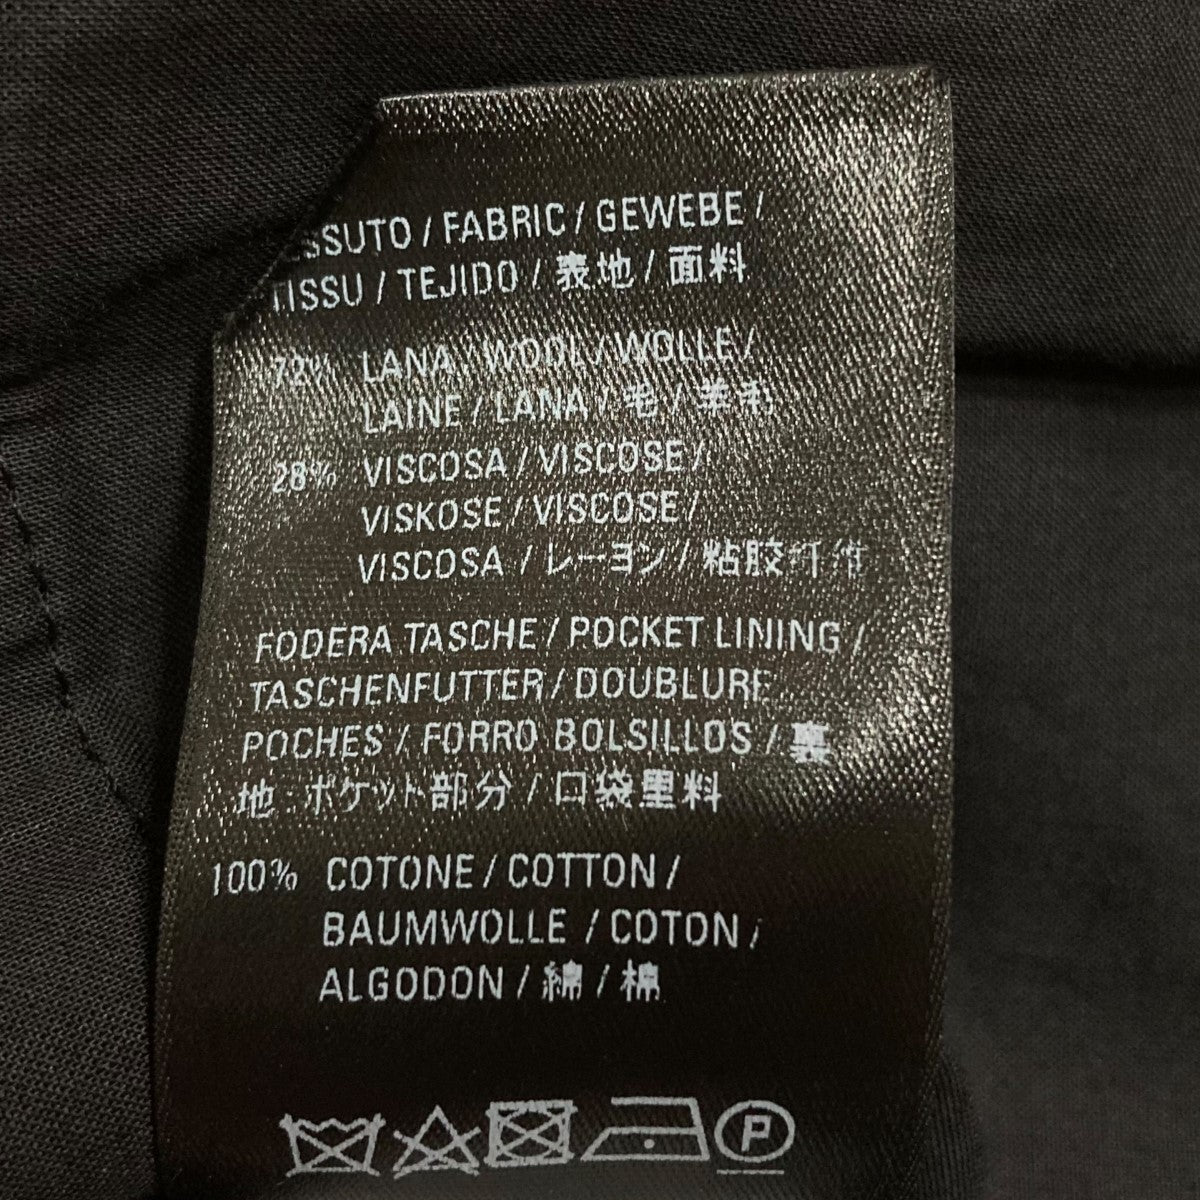 TESSUTO / FABRIC / GEWEBE /
TISSU / TEJIDO / 表地 / 面料
72% LANA / WOOL / WOLLE /
LAINE / LANA / 毛 / 羊毛
28% VISCOSA / VISCOSE /
VISKOSE / VISCOSE /
VISCOSA / レーヨン / 粘胶纤维
FODERA TASCHE / POCKET LINING /
TASCHENFUTTER / DOUBLURE
POCHES / FORRO BOLSILLOS / 裏
地:ポケット部分 / 口袋里料
100% COTONE / COTTON /
BAUMWOLLE / COTON /
ALGODON / 綿 / 棉
P